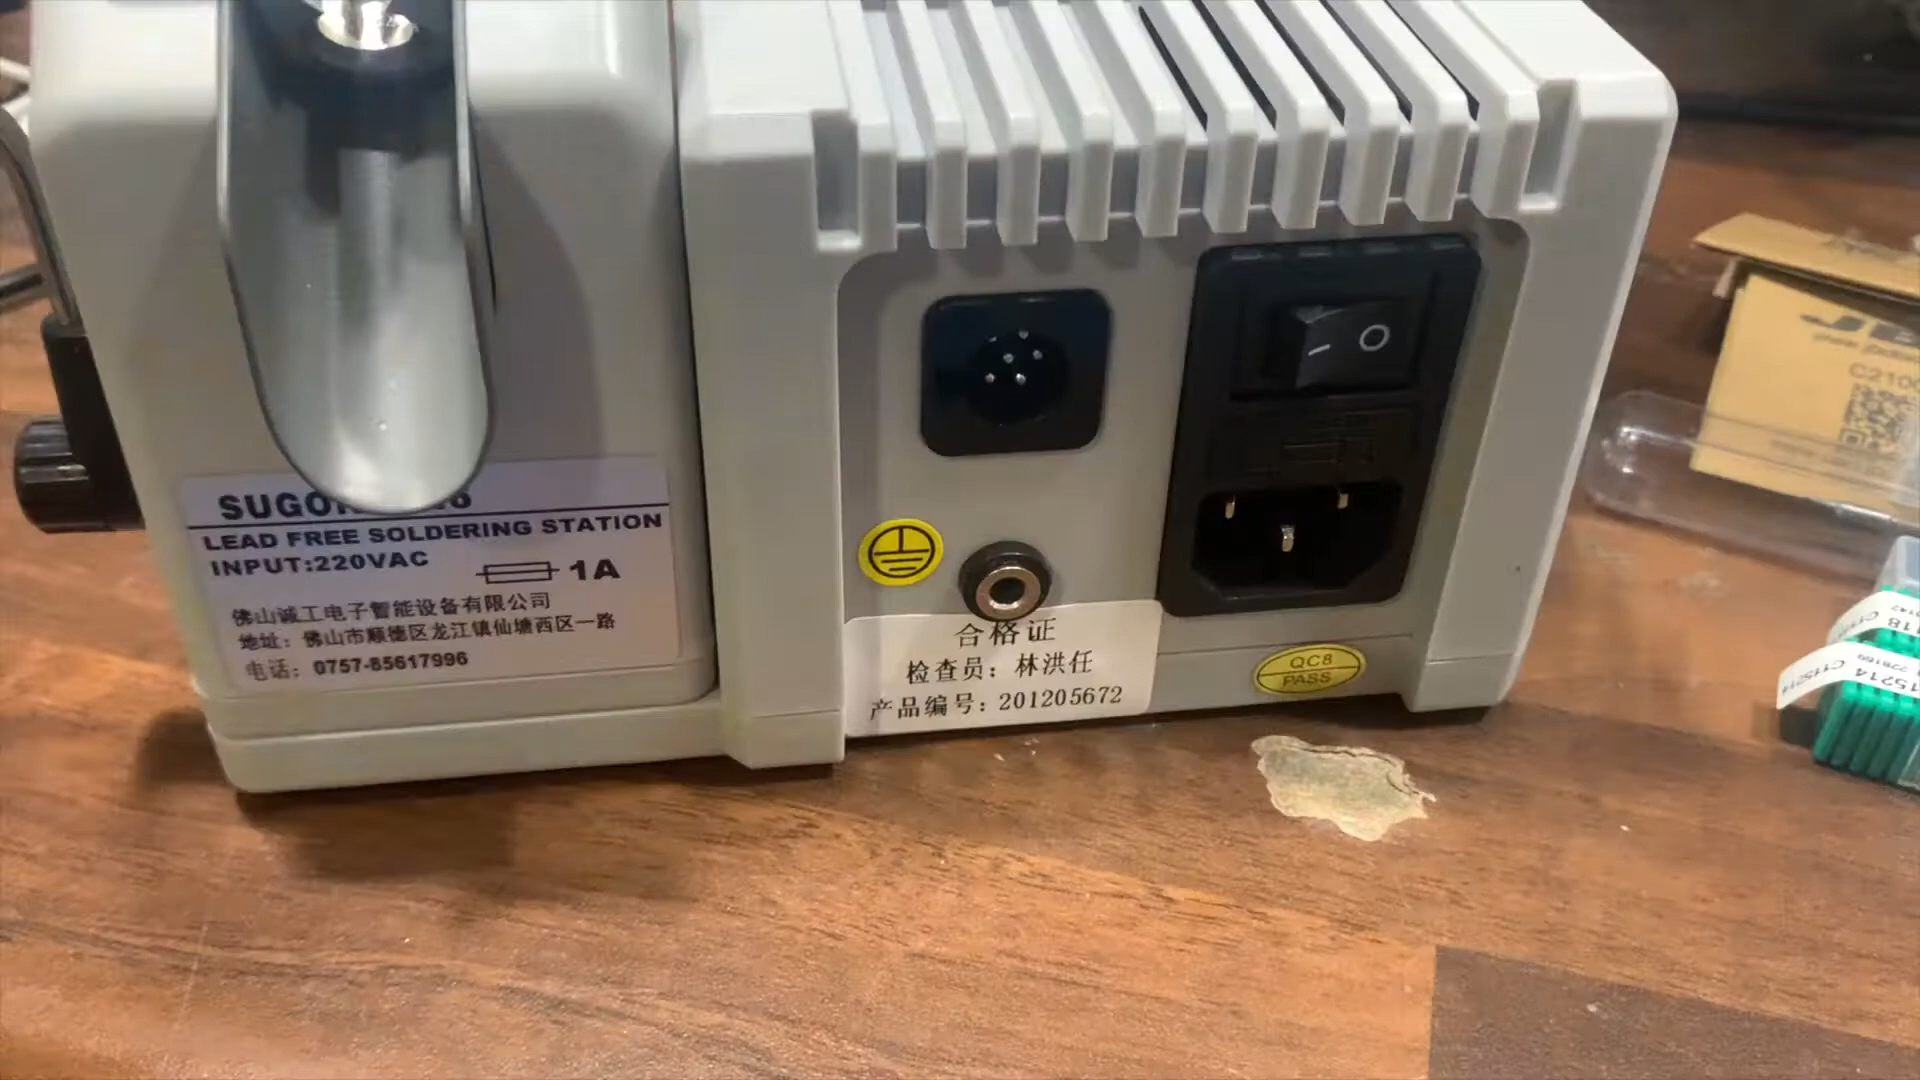 LEAD FREE SOLDERING STATION
INPUT:220VAC
1A
佛山诚工电子智能设备有限公司
地址：佛山市顺德区龙江镇仙塘西区一路
电话：0757-85617996
合格证
检查员：林洪任
产品编号：201205672
QC8
PASS